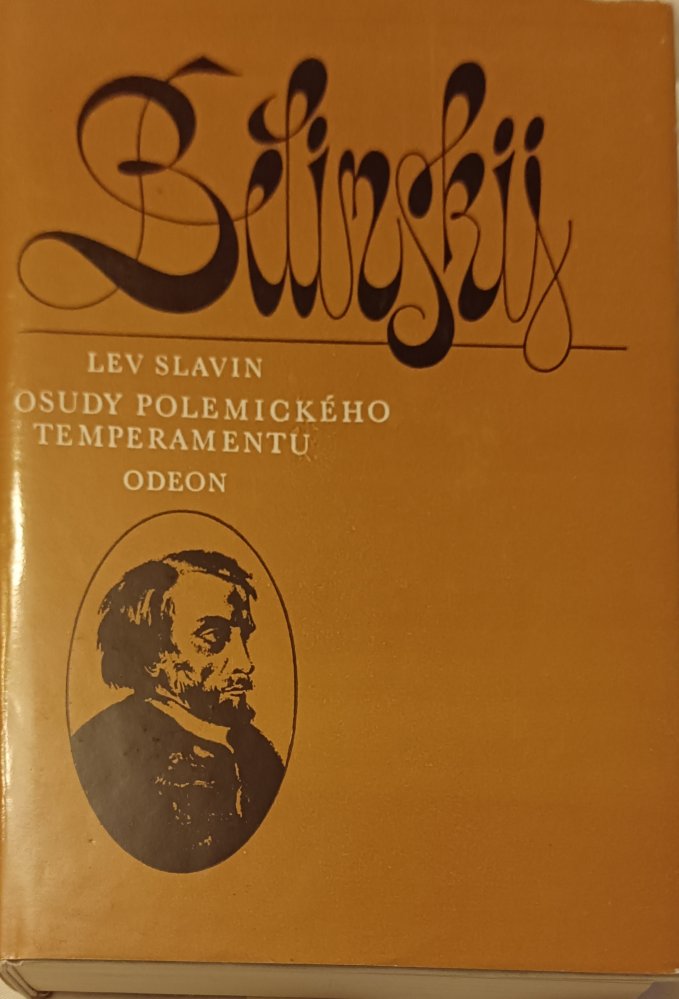 Bělinskij
LEV SLAVIN
OSUDY POLEMICKÉHO
TEMPERAMENTU
ODEON